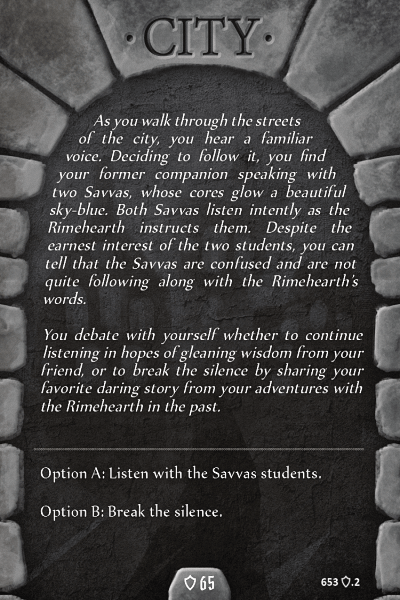 · CITY ·
As you walk through the streets
of the city, you hear a familiar
voice. Deciding to follow it, you find
your former companion speaking with
two Savvas, whose cores glow a beautiful
sky-blue. Both Savvas listen intently as the
Rimehearth instructs them. Despite the
earnest interest of the two students, you can
tell that the Savvas are confused and are not
quite following along with the Rimehearth's
words.
You debate with yourself whether to continue
listening in hopes of gleaning wisdom from your
friend, or to break the silence by sharing your
favorite daring story from your adventures with
the Rimehearth in the past.
Option A: Listen with the Savvas students.
Option B: Break the silence.
65
653 .2